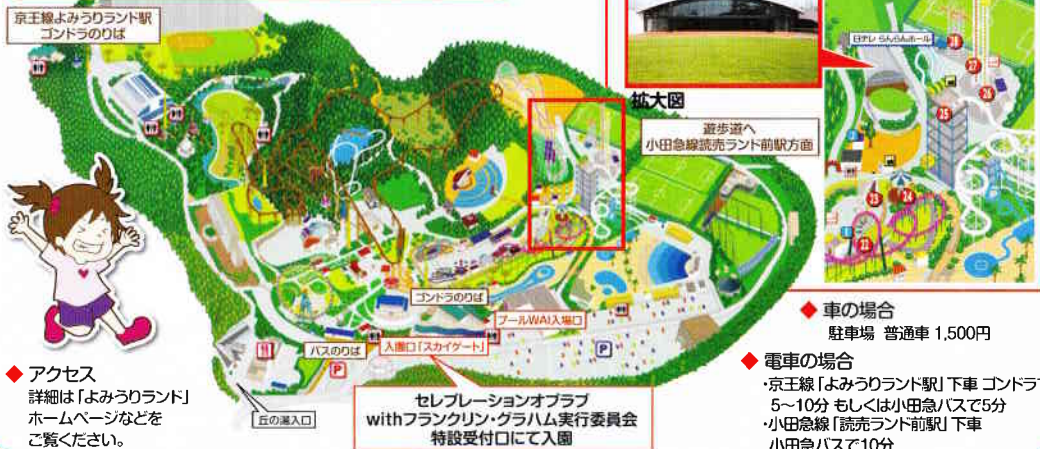 京王線よみうりランド駅
ゴンドラのりば
拡大図
遊歩道へ
小田急線読売ランド前駅方面
日テレ らんらんホール
28
27
26
25
24
23
22
ゴンドラのりば
プールWAI入場口
バスのりば
入園口「スカイゲート」
P
P
丘の湯入口
◆ アクセス
詳細は「よみうりランド」
ホームページなどを
ご覧ください。
セレブレーションオブラブ
withフランクリン・グラハム実行委員会
特設受付口にて入園
◆ 車の場合
駐車場 普通車 1,500円
◆ 電車の場合
・京王線「よみうりランド駅」下車 ゴンドラで
5〜10分 もしくは小田急バスで5分
・小田急線「読売ランド前駅」下車
小田急バスで10分